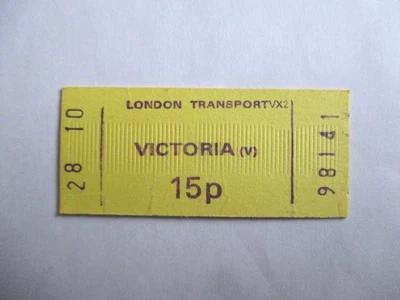 LONDON TRANSPORT VX2
VICTORIA (V)
15p
28 10
98141